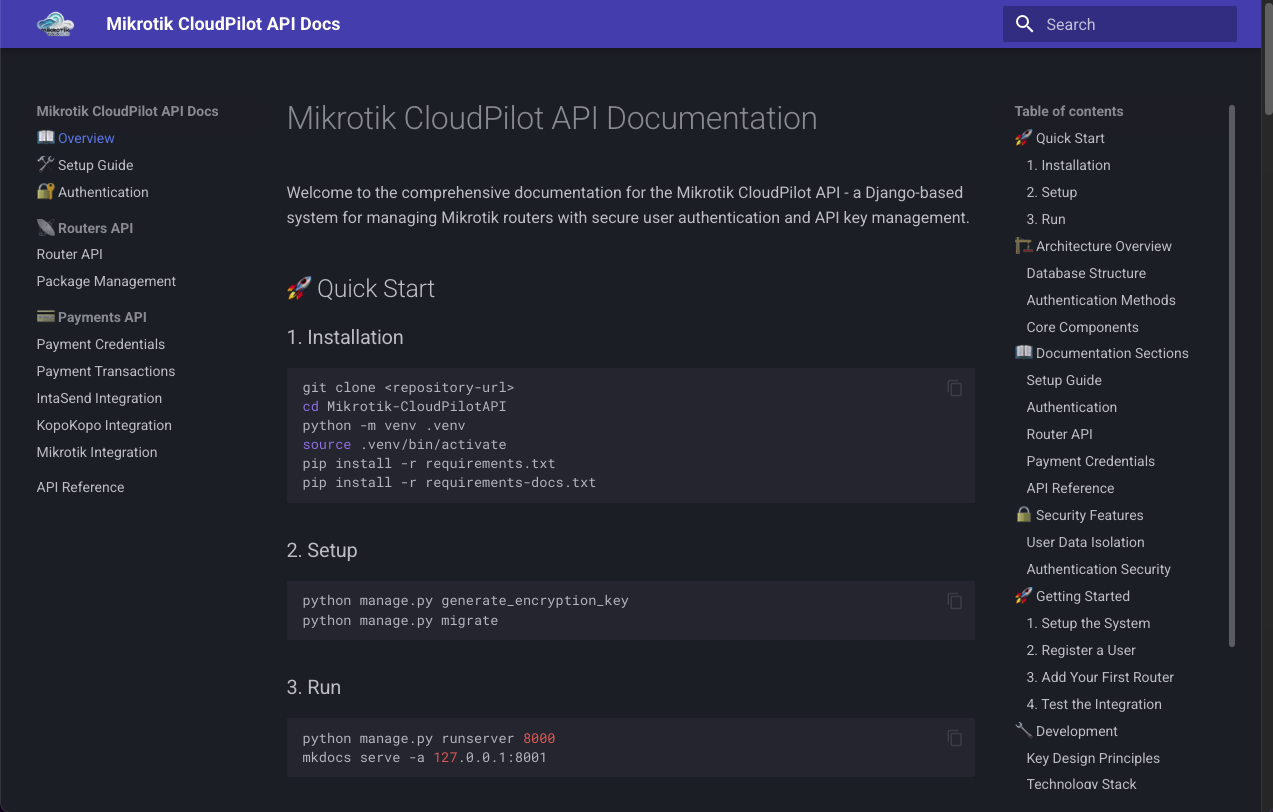 Mikrotik CloudPilot API Docs
Search
Mikrotik CloudPilot API Docs
Overview
Setup Guide
Authentication
Routers API
Router API
Package Management
Payments API
Payment Credentials
Payment Transactions
IntaSend Integration
KopoKopo Integration
Mikrotik Integration
API Reference
Mikrotik CloudPilot API Documentation
Welcome to the comprehensive documentation for the Mikrotik CloudPilot API - a Django-based
system for managing Mikrotik routers with secure user authentication and API key management.
🚀 Quick Start
1. Installation
git clone <repository-url>
cd Mikrotik-CloudPilotAPI
python -m venv .venv
source .venv/bin/activate
pip install -r requirements.txt
pip install -r requirements-docs.txt
2. Setup
python manage.py generate_encryption_key
python manage.py migrate
3. Run
python manage.py runserver 8000
mkdocs serve -a 127.0.0.1:8001
Table of contents
🚀 Quick Start
1. Installation
2. Setup
3. Run
Architecture Overview
Database Structure
Authentication Methods
Core Components
Documentation Sections
Setup Guide
Authentication
Router API
Payment Credentials
API Reference
Security Features
User Data Isolation
Authentication Security
🚀 Getting Started
1. Setup the System
2. Register a User
3. Add Your First Router
4. Test the Integration
Development
Key Design Principles
Technology Stack